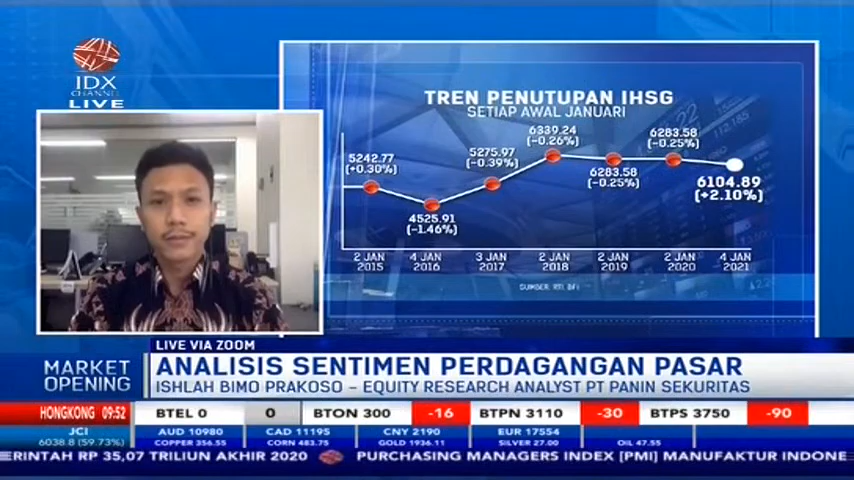 IDX
CHANNEL
LIVE
TREN PENUTUPAN IHSG
SETIAP AWAL JANUARI
5242.77
(+0.30%)
4525.91
(-1.46%)
5275.97
(-0.39%)
6339.24
(-0.26%)
6283.58
(-0.25%)
6283.58
(-0.25%)
6104.89
(+2.10%)
2 JAN 2015
4 JAN 2016
3 JAN 2017
2 JAN 2018
2 JAN 2019
2 JAN 2020
4 JAN 2021
SUMBER: RTI, BEI
LIVE VIA ZOOM
MARKET OPENING
ANALISIS SENTIMEN PERDAGANGAN PASAR
ISHLAH BIMO PRAKOSO – EQUITY RESEARCH ANALYST PT PANIN SEKURITAS
HONGKONG 09:52
BTEL 0 0 BTON 300 -16 BTPN 3110 -30 BTPS 3750 -90
JCI
6038.8 (59.73%)
AUD 10980 CAD 11195 CNY 2190 EUR 17554
COPPER 356.55 CORN 483.75 GOLD 1936.11 SILVER 27.00 OIL 47.55
ERINTAH RP 35,07 TRILIUN AKHIR 2020 PURCHASING MANAGERS INDEX (PMI) MANUFAKTUR INDONE